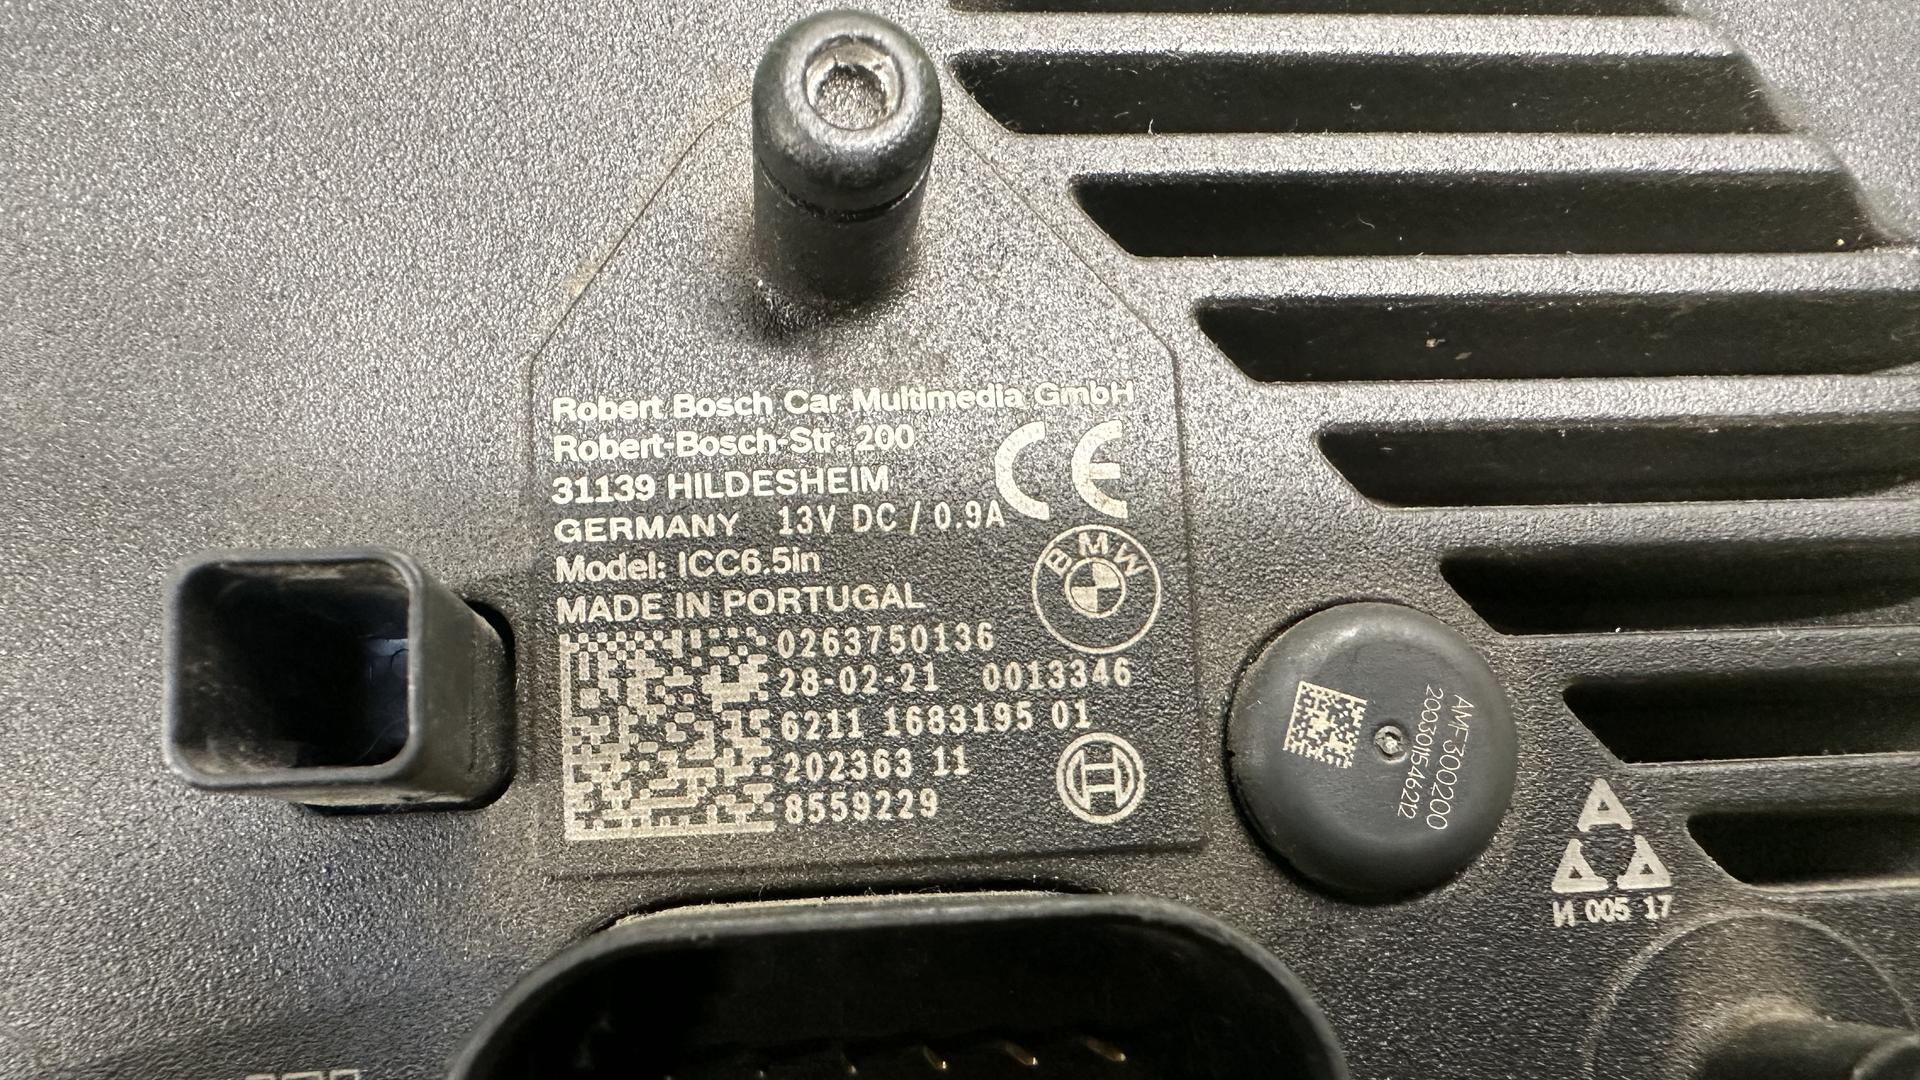 Robert Bosch Car Multimedia GmbH
Robert-Bosch-Str. 200
31139 HILDESHEIM
GERMANY 13V DC / 0.9A
CE
Model: ICC6.5in
BMW
MADE IN PORTUGAL
0263750136
28-02-21 0013346
6211 1683195 01
202363 11
8559229
AMF300200
A
И 005 17